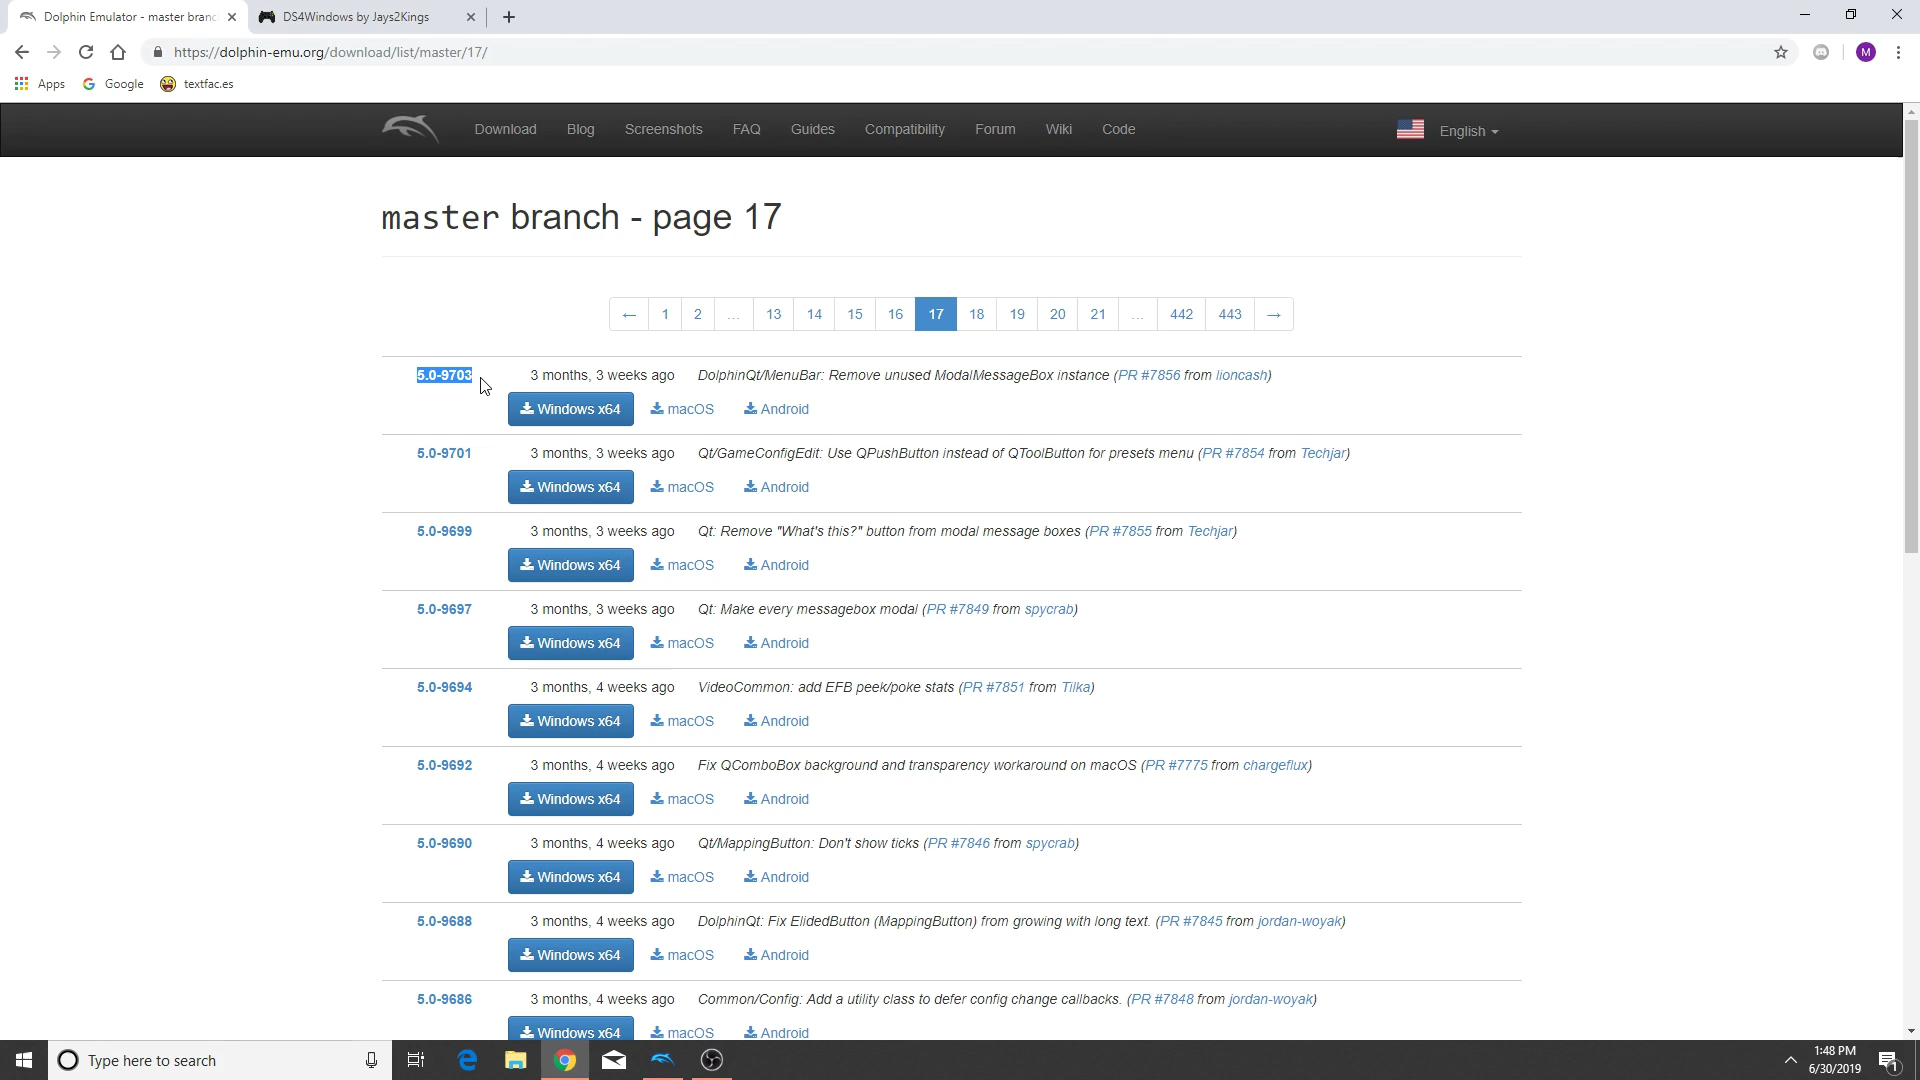 Dolphin Emulator - master branc
DS4Windows by Jays2Kings
https://dolphin-emu.org/download/list/master/17/
M
Apps
Google
textfac.es
Download
Blog
Screenshots
FAQ
Guides
Compatibility
Forum
Wiki
Code
English
master branch - page 17
← 1 2 ... 13 14 15 16 17 18 19 20 21 ... 442 443 →
5.0-9703 3 months, 3 weeks ago DolphinQt/MenuBar: Remove unused ModalMessageBox instance (PR #7856 from lioncash)
Windows x64 macOS Android
5.0-9701 3 months, 3 weeks ago Qt/GameConfigEdit: Use QPushButton instead of QToolButton for presets menu (PR #7854 from Techjar)
Windows x64 macOS Android
5.0-9699 3 months, 3 weeks ago Qt: Remove "What's this?" button from modal message boxes (PR #7855 from Techjar)
Windows x64 macOS Android
5.0-9697 3 months, 3 weeks ago Qt: Make every messagebox modal (PR #7849 from spycrab)
Windows x64 macOS Android
5.0-9694 3 months, 4 weeks ago VideoCommon: add EFB peek/poke stats (PR #7851 from Tilka)
Windows x64 macOS Android
5.0-9692 3 months, 4 weeks ago Fix QComboBox background and transparency workaround on macOS (PR #7775 from chargeflux)
Windows x64 macOS Android
5.0-9690 3 months, 4 weeks ago Qt/MappingButton: Don't show ticks (PR #7846 from spycrab)
Windows x64 macOS Android
5.0-9688 3 months, 4 weeks ago DolphinQt: Fix ElidedButton (MappingButton) from growing with long text. (PR #7845 from jordan-woyak)
Windows x64 macOS Android
5.0-9686 3 months, 4 weeks ago Common/Config: Add a utility class to defer config change callbacks. (PR #7848 from jordan-woyak)
Windows x64 macOS Android
Type here to search
1:48 PM
6/30/2019
1